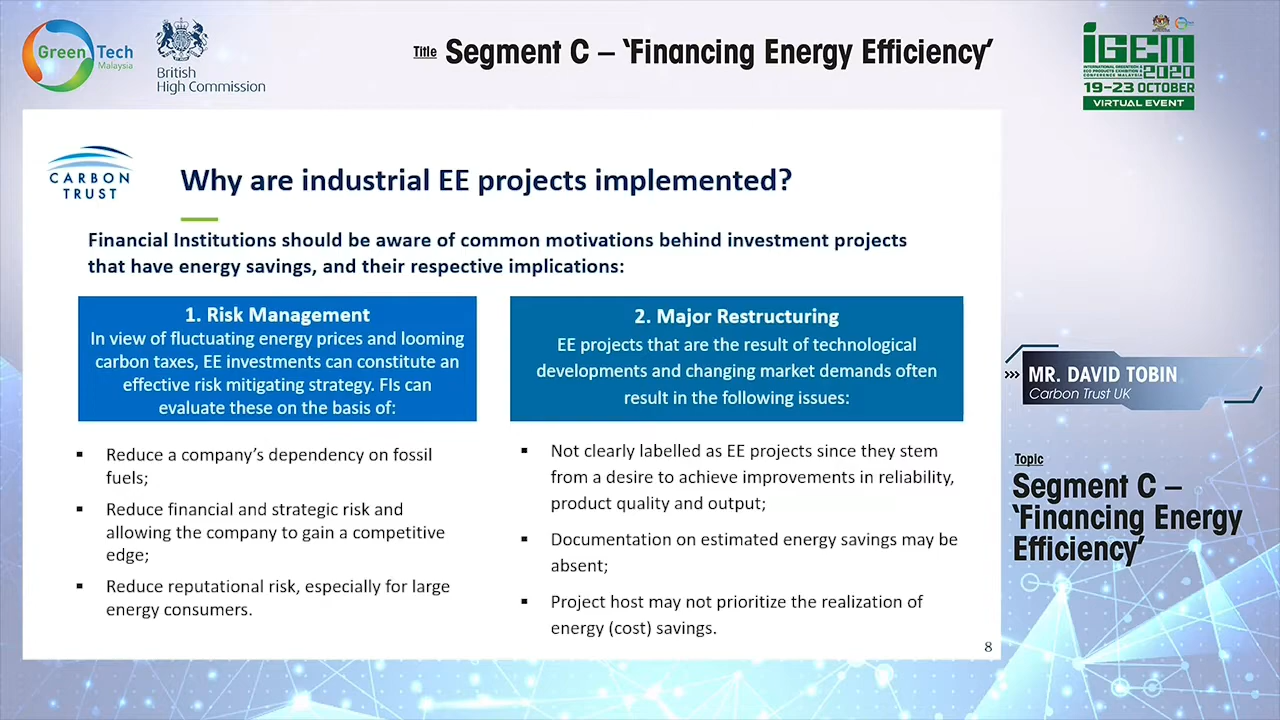 Green Tech
Malaysia
British
High Commission
Title Segment C – ‘Financing Energy Efficiency’
iGEM
INTERNATIONAL GREENTECH &
ECO PRODUCTS EXHIBITION &
CONFERENCE MALAYSIA 2020
19–23 OCTOBER
VIRTUAL EVENT
CARBON
TRUST
Why are industrial EE projects implemented?
Financial Institutions should be aware of common motivations behind investment projects
that have energy savings, and their respective implications:
1. Risk Management
In view of fluctuating energy prices and looming
carbon taxes, EE investments can constitute an
effective risk mitigating strategy. FIs can
evaluate these on the basis of:
▪ Reduce a company’s dependency on fossil
fuels;
▪ Reduce financial and strategic risk and
allowing the company to gain a competitive
edge;
▪ Reduce reputational risk, especially for large
energy consumers.
2. Major Restructuring
EE projects that are the result of technological
developments and changing market demands often
result in the following issues:
▪ Not clearly labelled as EE projects since they stem
from a desire to achieve improvements in reliability,
product quality and output;
▪ Documentation on estimated energy savings may be
absent;
▪ Project host may not prioritize the realization of
energy (cost) savings.
8
MR. DAVID TOBIN
Carbon Trust UK
Topic
Segment C –
‘Financing Energy
Efficiency’